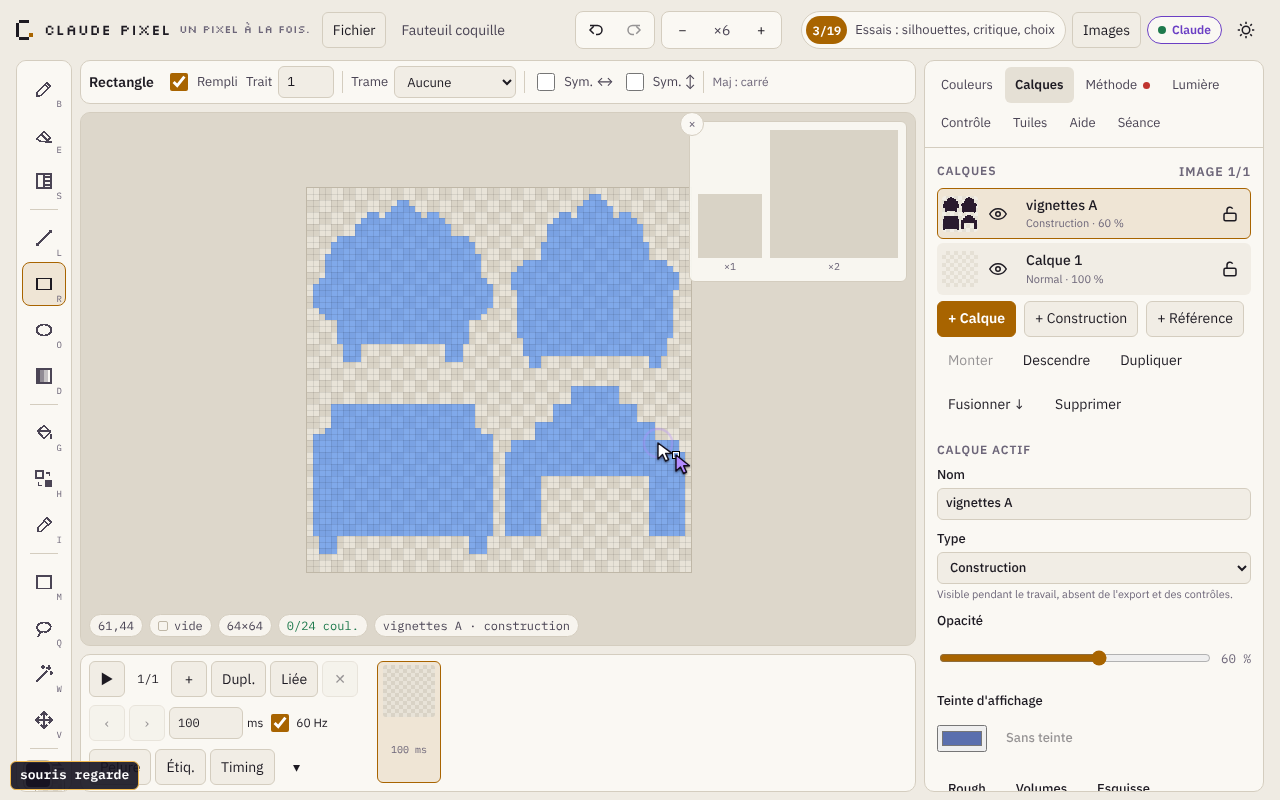 CLAUDE PIXEL UN PIXEL À LA FOIS. Fichier Fauteuil coquille − ×6 + 3/19 Essais : silhouettes, critique, choix Images Claude
B
E
S
L
R
O
D
G
H
I
M
Q
W
V
Rectangle Rempli Trait 1 Trame Aucune Sym. ↔ Sym. ↕ Maj : carré
×
×1 ×2
61,44 vide 64×64 0/24 coul. vignettes A · construction
1/1 + Dupl. Liée ×
‹ › 100 ms 60 Hz
Étiq. Timing ▼
100 ms
souris regarde
Couleurs Calques Méthode Lumière
Contrôle Tuiles Aide Séance
CALQUES IMAGE 1/1
vignettes A
Construction · 60 %
Calque 1
Normal · 100 %
+ Calque + Construction + Référence
Monter Descendre Dupliquer
Fusionner ↓ Supprimer
CALQUE ACTIF
Nom
vignettes A
Type
Construction
Visible pendant le travail, absent de l'export et des contrôles.
Opacité
60 %
Teinte d'affichage
Sans teinte
Rough Volumes Esquisse